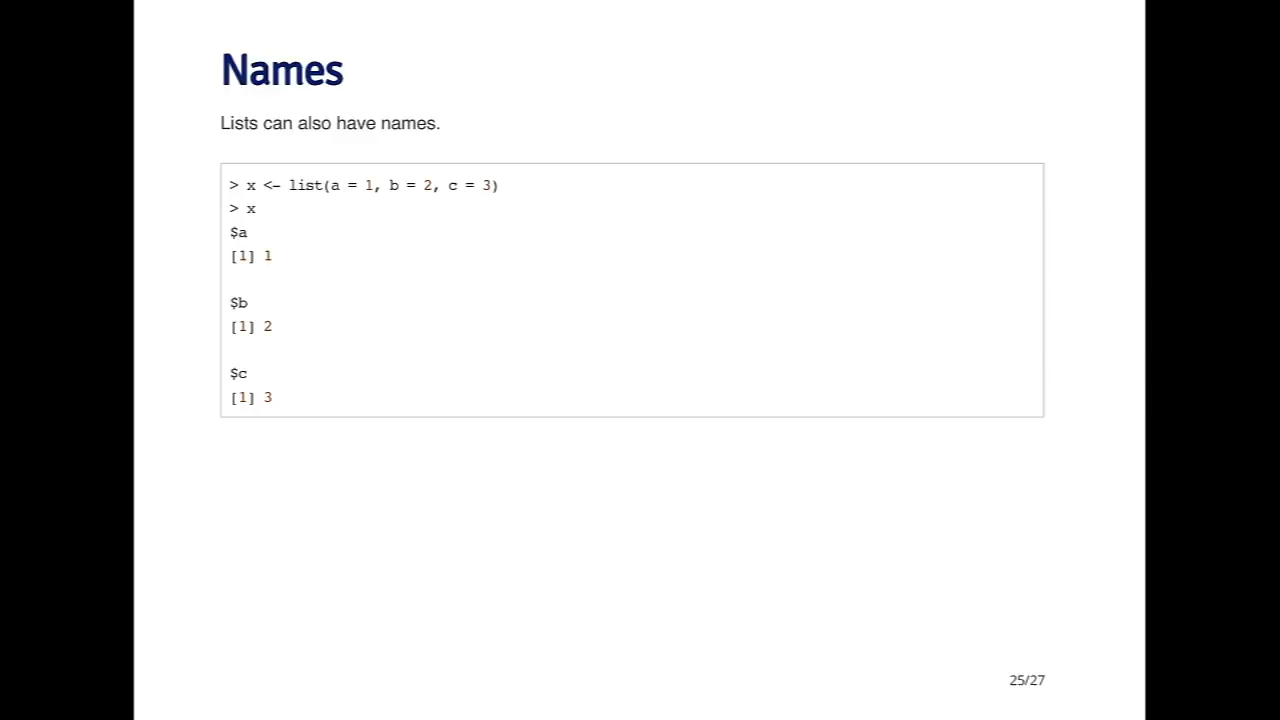 Names
Lists can also have names.
> x <- list(a = 1, b = 2, c = 3)
> x
$a
[1] 1
$b
[1] 2
$c
[1] 3
25/27